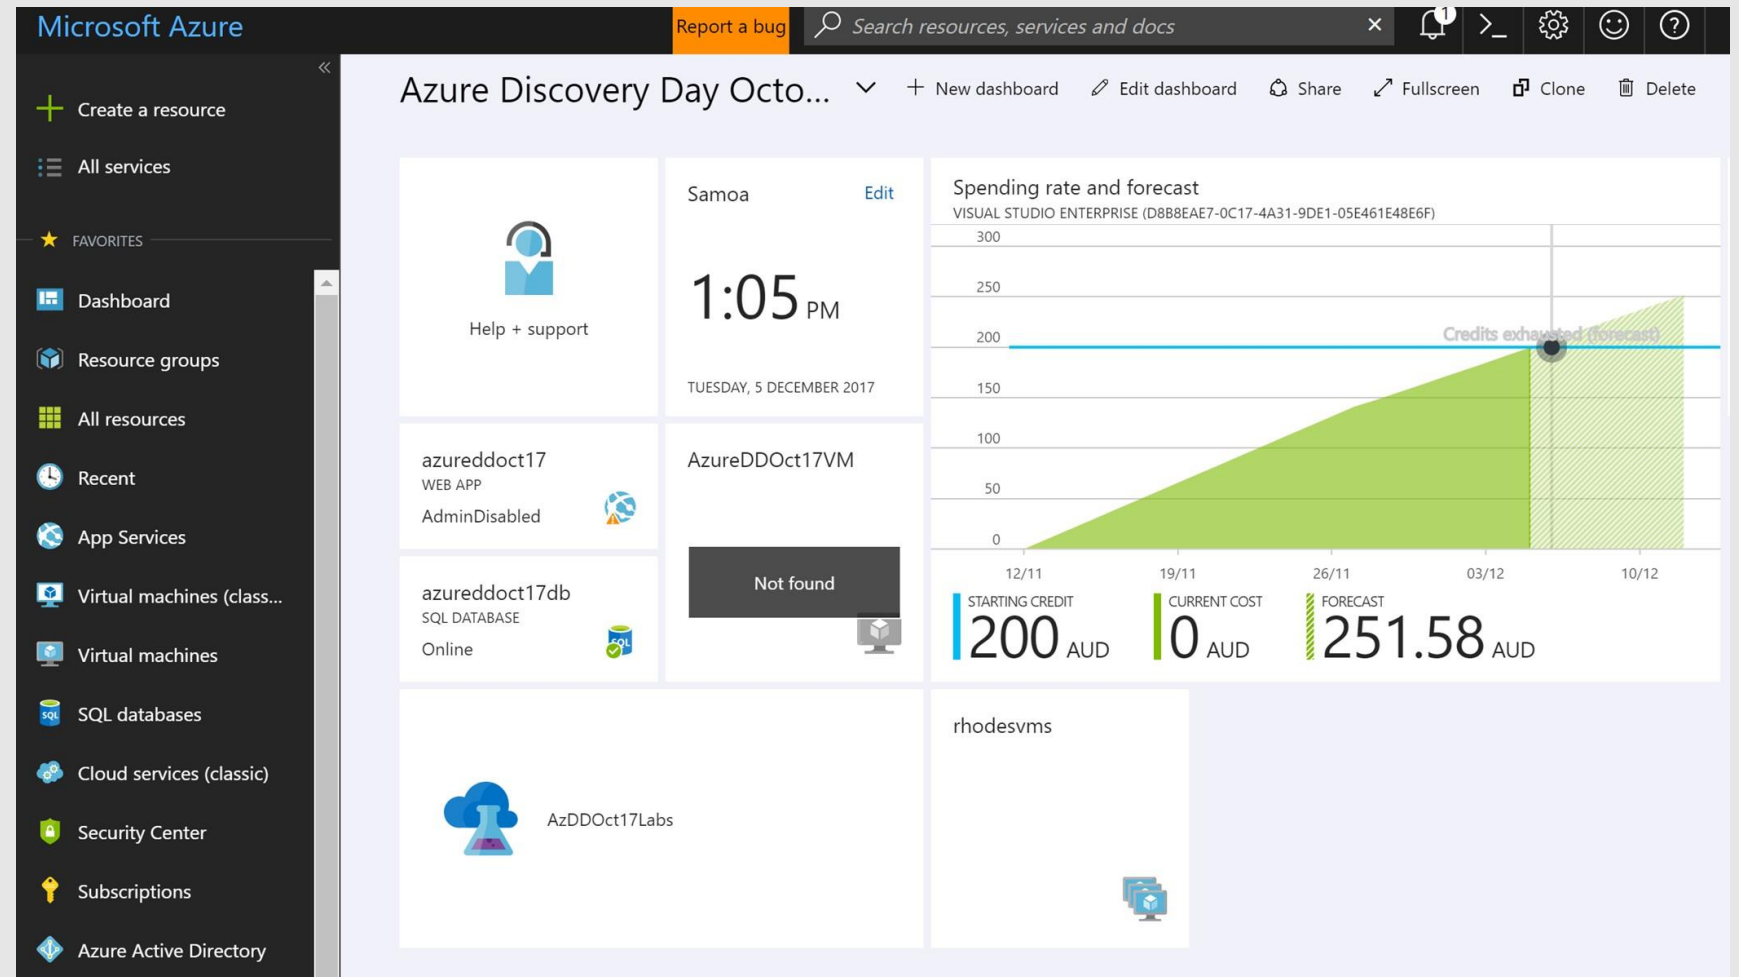 Microsoft Azure
Report a bug
Search resources, services and docs
1
Create a resource
All services
FAVORITES
Dashboard
Resource groups
All resources
Recent
App Services
Virtual machines (class...
Virtual machines
SQL databases
Cloud services (classic)
Security Center
Subscriptions
Azure Active Directory
Azure Discovery Day Octo...
New dashboard
Edit dashboard
Share
Fullscreen
Clone
Delete
Help + support
Samoa Edit
1:05 PM
TUESDAY, 5 DECEMBER 2017
azureddoct17
WEB APP
AdminDisabled
azureddoct17db
SQL DATABASE
Online
SQL
AzureDDOct17VM
Not found
Spending rate and forecast
VISUAL STUDIO ENTERPRISE (D8B8EAE7-0C17-4A31-9DE1-05E461E48E6F)
300
250
200
150
100
50
0
Credits exhausted (forecast)
12/11 19/11 26/11 03/12 10/12
STARTING CREDIT
200 AUD
CURRENT COST
0 AUD
FORECAST
251.58 AUD
AzDDOct17Labs
rhodesvms